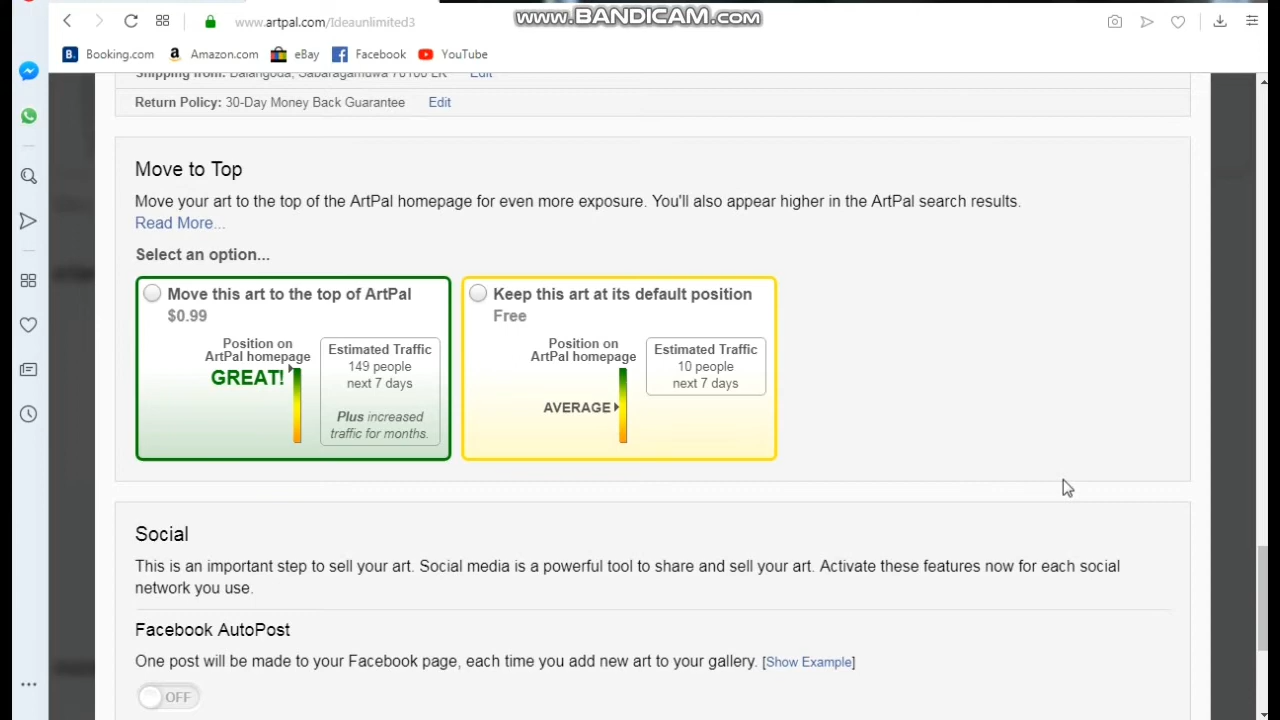 www.artpal.com/Ideaunlimited3
www.BANDICAM.com
B. Booking.com
a Amazon.com
eBay
Facebook
YouTube
Shipping from: Balangoda, Sabaragamuwa 70100 LK Edit
Return Policy: 30-Day Money Back Guarantee Edit
Move to Top
Move your art to the top of the ArtPal homepage for even more exposure. You'll also appear higher in the ArtPal search results.
Read More...
Select an option...
Move this art to the top of ArtPal
$0.99
Position on
ArtPal homepage
GREAT!
Estimated Traffic
149 people
next 7 days
Plus increased
traffic for months.
Keep this art at its default position
Free
Position on
ArtPal homepage
AVERAGE
Estimated Traffic
10 people
next 7 days
Social
This is an important step to sell your art. Social media is a powerful tool to share and sell your art. Activate these features now for each social
network you use.
Facebook AutoPost
One post will be made to your Facebook page, each time you add new art to your gallery. [Show Example]
OFF